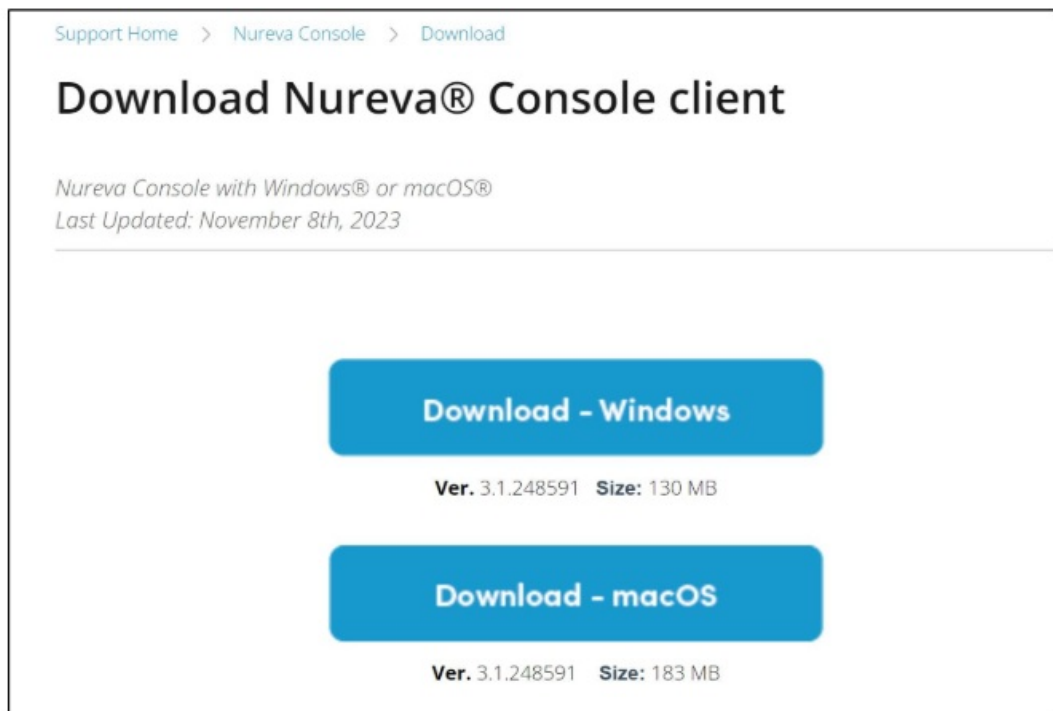 Support Home > Nureva Console > Download
Download Nureva® Console client
Nureva Console with Windows® or macOS®
Last Updated: November 8th, 2023
Download - Windows
Ver. 3.1.248591 Size: 130 MB
Download - macOS
Ver. 3.1.248591 Size: 183 MB